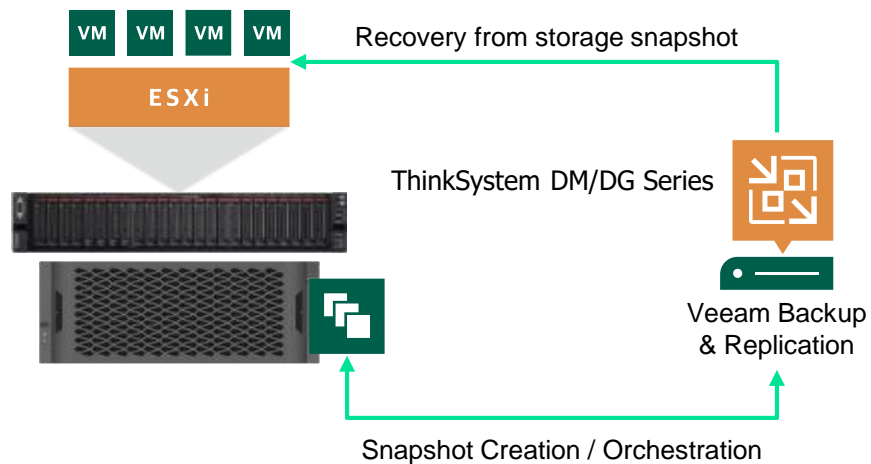 VM VM VM VM
Recovery from storage snapshot
ESXi
ThinkSystem DM/DG Series
Veeam Backup
& Replication
Snapshot Creation / Orchestration